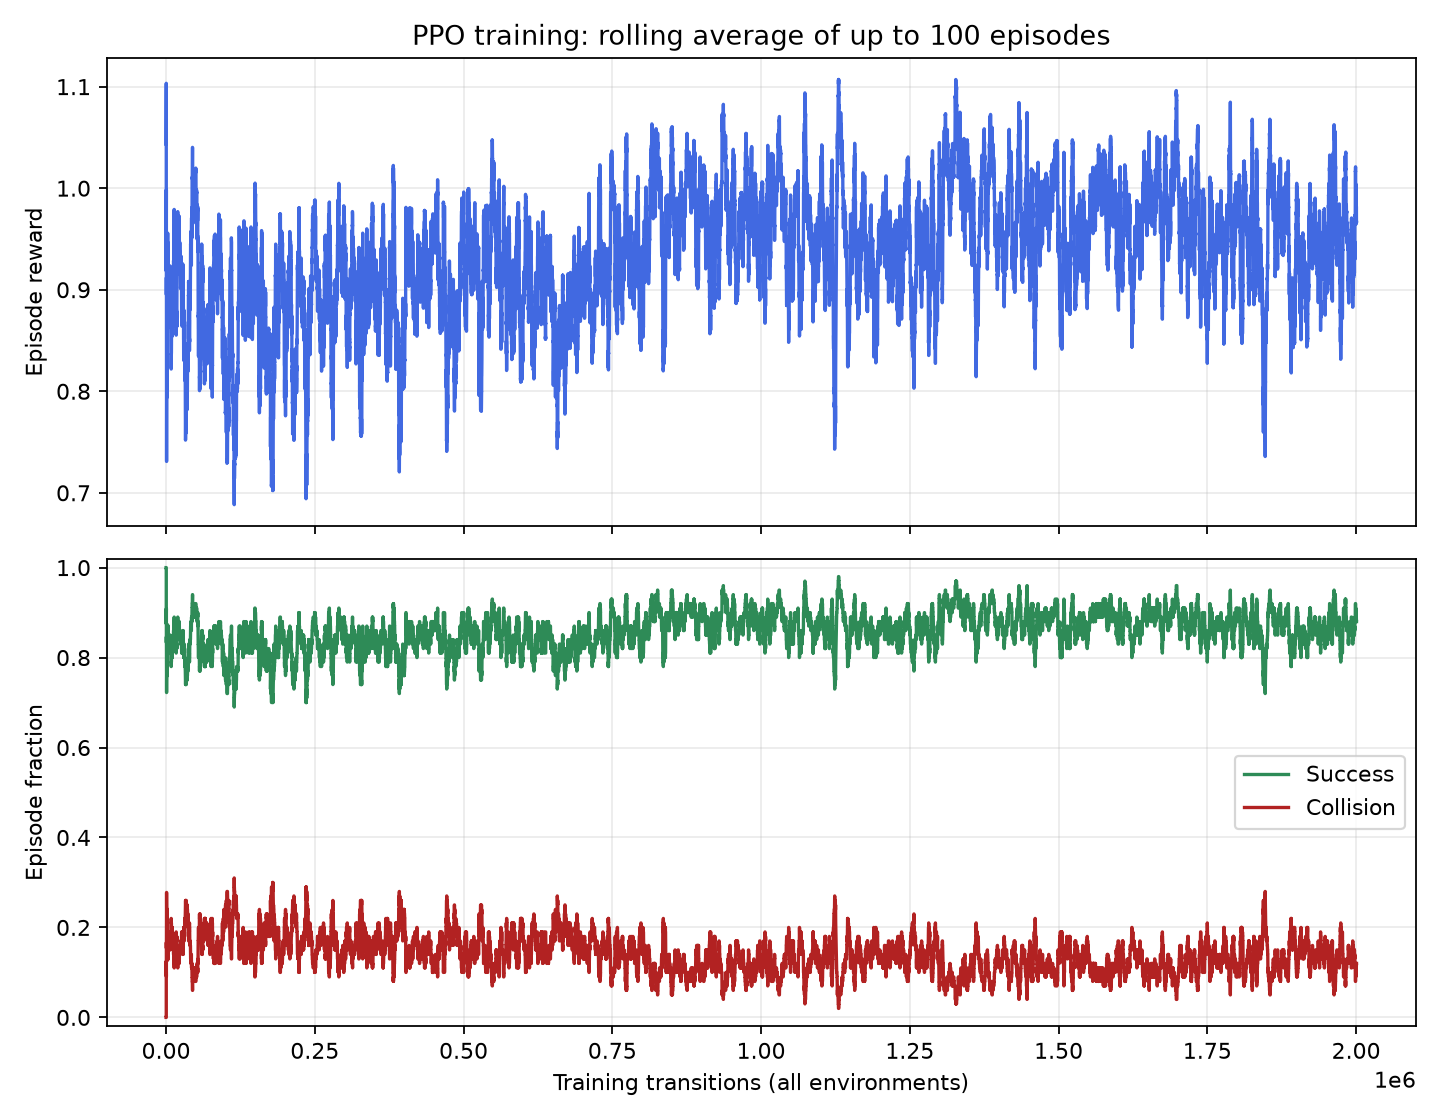 PPO training: rolling average of up to 100 episodes
Episode reward
1.1
1.0
0.9
0.8
0.7
Episode fraction
1.0
0.8
0.6
0.4
0.2
0.0
Success
Collision
0.00 0.25 0.50 0.75 1.00 1.25 1.50 1.75 2.00
1e6
Training transitions (all environments)